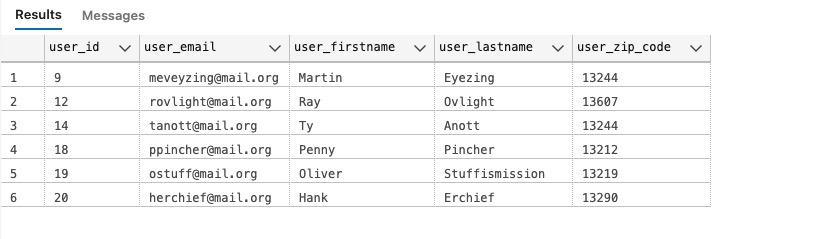 Results Messages
user_id user_email user_firstname user_lastname user_zip_code
1 9 meveyzing@mail.org Martin Eyezing 13244
2 12 rovlight@mail.org Ray Ovlight 13607
3 14 tanott@mail.org Ty Anott 13244
4 18 ppincher@mail.org Penny Pincher 13212
5 19 ostuff@mail.org Oliver Stuffismission 13219
6 20 herchief@mail.org Hank Erchief 13290